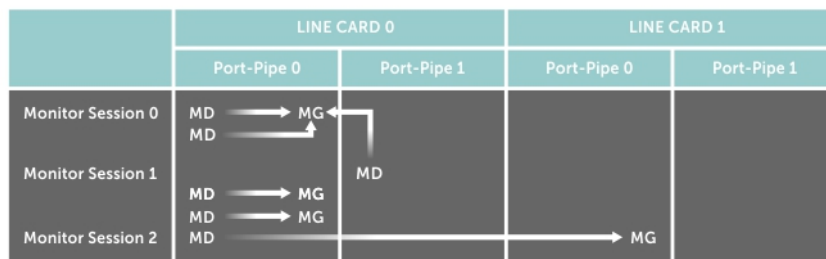 LINE CARD 0 LINE CARD 1
Port-Pipe 0 Port-Pipe 1 Port-Pipe 0 Port-Pipe 1
Monitor Session 0 MD MG
MD
Monitor Session 1 MD
MD MG
MD MG
Monitor Session 2 MD MG